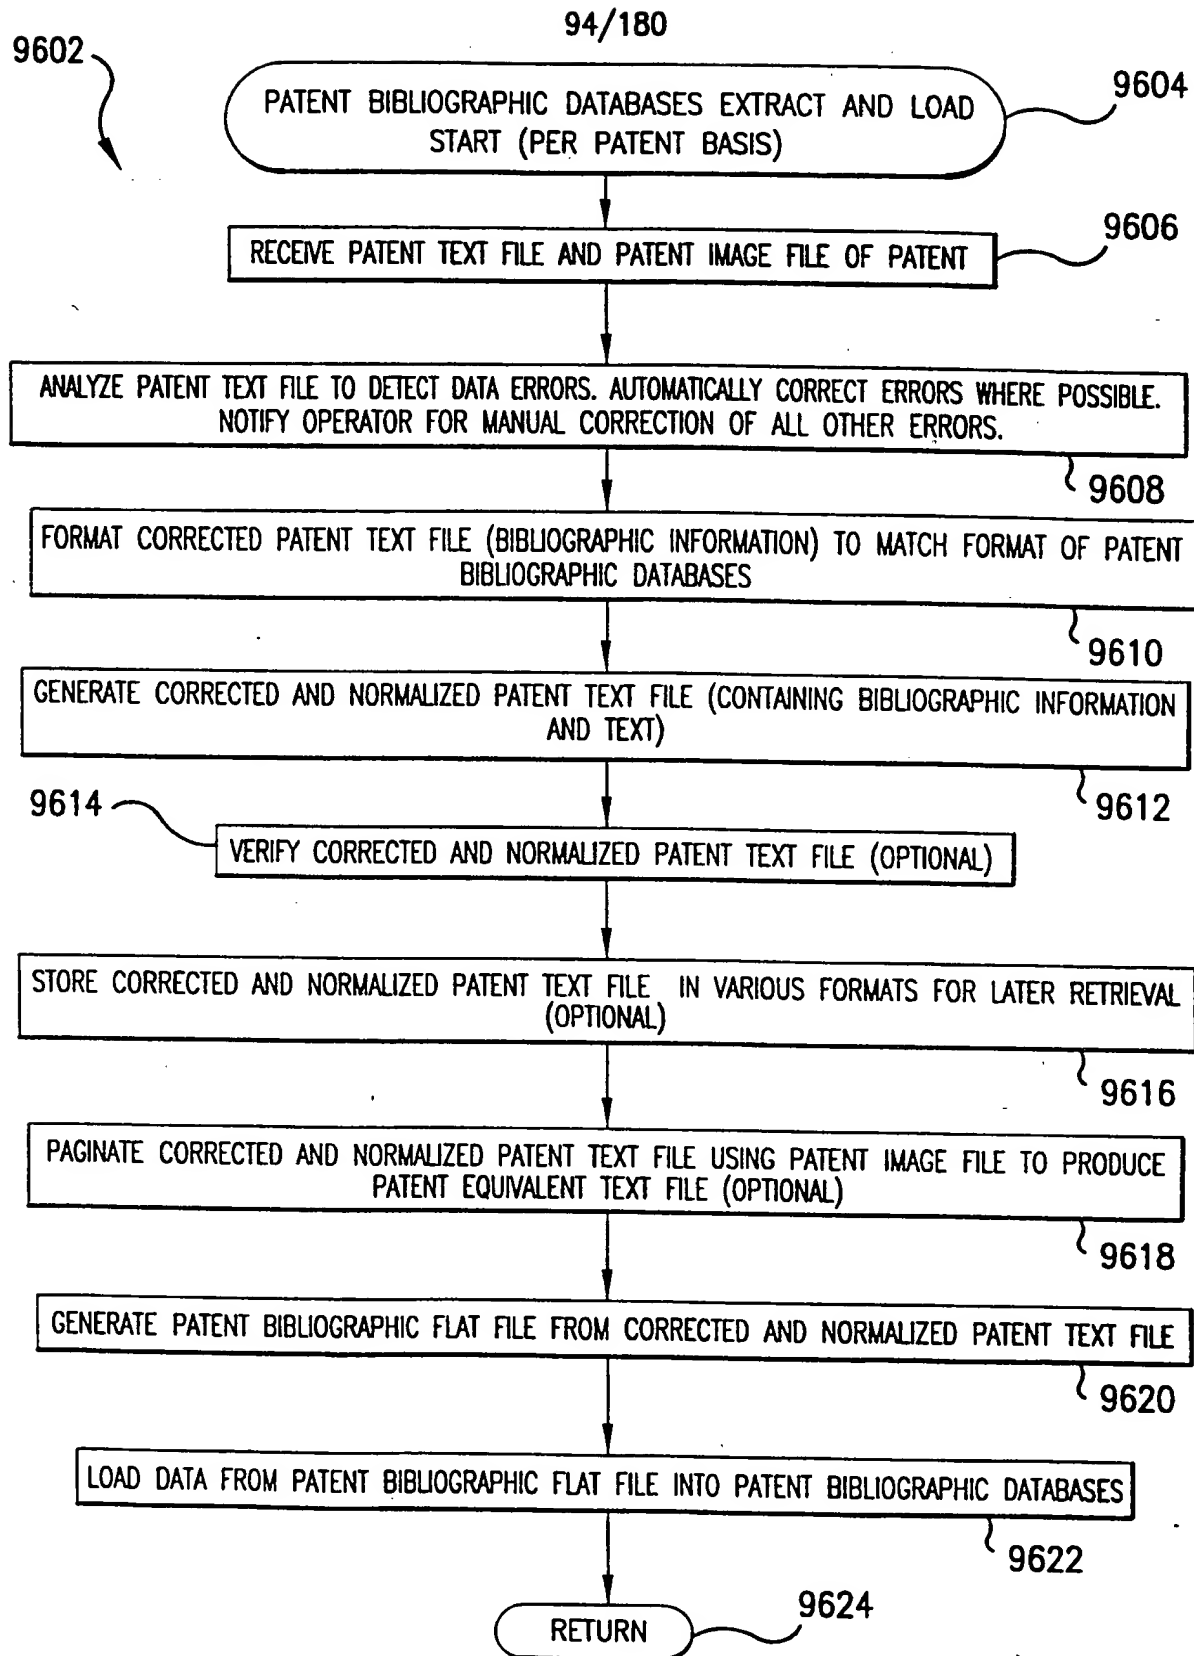 94/180
9602
PATENT BIBLIOGRAPHIC DATABASES EXTRACT AND LOAD
START (PER PATENT BASIS)
9604
RECEIVE PATENT TEXT FILE AND PATENT IMAGE FILE OF PATENT
9606
ANALYZE PATENT TEXT FILE TO DETECT DATA ERRORS. AUTOMATICALLY CORRECT ERRORS WHERE POSSIBLE.
NOTIFY OPERATOR FOR MANUAL CORRECTION OF ALL OTHER ERRORS.
9608
FORMAT CORRECTED PATENT TEXT FILE (BIBLIOGRAPHIC INFORMATION) TO MATCH FORMAT OF PATENT
BIBLIOGRAPHIC DATABASES
9610
GENERATE CORRECTED AND NORMALIZED PATENT TEXT FILE (CONTAINING BIBLIOGRAPHIC INFORMATION
AND TEXT)
9612
9614
VERIFY CORRECTED AND NORMALIZED PATENT TEXT FILE (OPTIONAL)
STORE CORRECTED AND NORMALIZED PATENT TEXT FILE IN VARIOUS FORMATS FOR LATER RETRIEVAL
(OPTIONAL)
9616
PAGINATE CORRECTED AND NORMALIZED PATENT TEXT FILE USING PATENT IMAGE FILE TO PRODUCE
PATENT EQUIVALENT TEXT FILE (OPTIONAL)
9618
GENERATE PATENT BIBLIOGRAPHIC FLAT FILE FROM CORRECTED AND NORMALIZED PATENT TEXT FILE
9620
LOAD DATA FROM PATENT BIBLIOGRAPHIC FLAT FILE INTO PATENT BIBLIOGRAPHIC DATABASES
9622
RETURN
9624